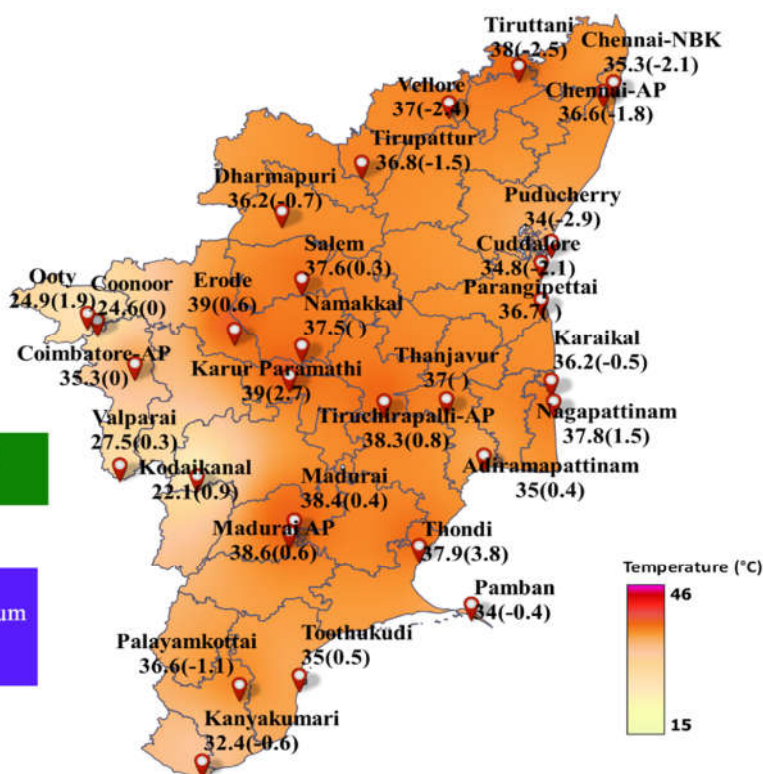 Tiruttani
38(-2.5)
Chennai-NBK
35.3(-2.1)
Vellore
37(-2.4)
Chennai-AP
36.6(-1.8)
Tirupattur
36.8(-1.5)
Dharmapuri
36.2(-0.7)
Puducherry
34(-2.9)
Salem
37.6(0.3)
Cuddalore
34.8(-2.1)
Ooty
24.9(1.9)
Coonoor
24.6(0)
Erode
39(0.6)
Parangipettai
36.7( )
Namakkal
37.5( )
Karaikal
36.2(-0.5)
Coimbatore-AP
35.3(0)
Karur Paramathi
39(2.7)
Thanjavur
37( )
Valparai
27.5(0.3)
Tiruchirapalli-AP
38.3(0.8)
Nagapattinam
37.8(1.5)
Kodaikanal
22.1(0.9)
Madurai
38.4(0.4)
Adiramapattinam
35(0.4)
Madurai AP
38.6(0.6)
Thondi
37.9(3.8)
Temperature (°C)
46
15
Pamban
34(-0.4)
um
Palayamkottai
36.6(-1.1)
Toothukudi
35(0.5)
Kanyakumari
32.4(-0.6)